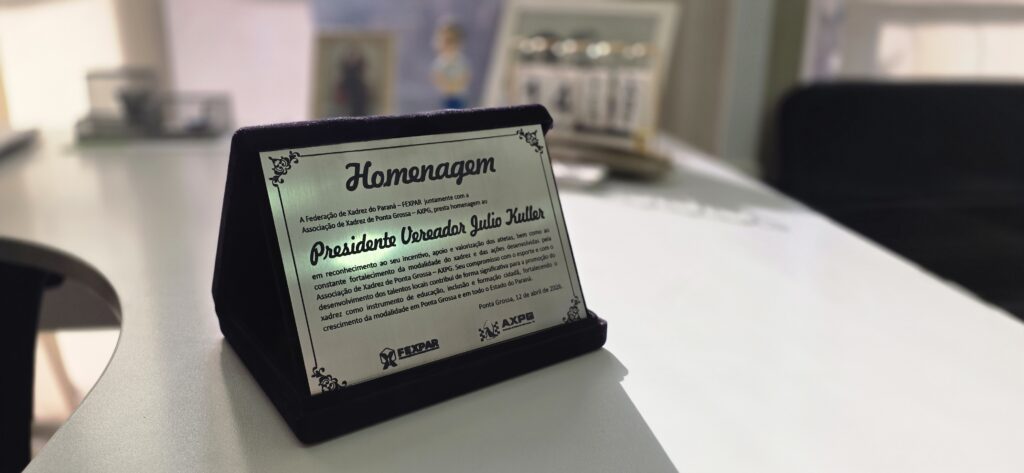 Homenagem
A Federação de Xadrez do Paraná – FEXPAR juntamente com a
Associação de Xadrez de Ponta Grossa – AXPG, presta homenagem ao
Presidente Vereador Julio Kuller
em reconhecimento ao seu incentivo, apoio e valorização dos atletas, bem como ao
constante fortalecimento da modalidade do xadrez e das ações desenvolvidas pela
Associação de Xadrez de Ponta Grossa – AXPG. Seu compromisso com o esporte e com o
desenvolvimento dos talentos locais contribui de forma significativa para a promoção do
xadrez como instrumento de educação, inclusão e formação cidadã, fortalecendo o
crescimento da modalidade em Ponta Grossa e em todo o Estado do Paraná.
Ponta Grossa, 12 de abril de 2026.
FEXPAR
AXPG